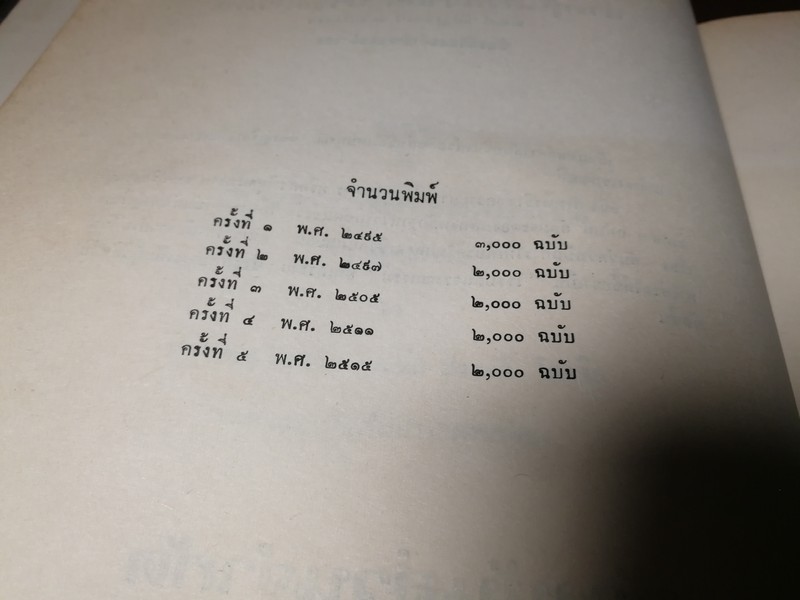 จำนวนพิมพ์
ครั้งที่ ๑ พ.ศ. ๒๔๙๕ ๓,๐๐๐ ฉบับ
ครั้งที่ ๒ พ.ศ. ๒๔๙๗ ๒,๐๐๐ ฉบับ
ครั้งที่ ๓ พ.ศ. ๒๕๐๕ ๒,๐๐๐ ฉบับ
ครั้งที่ ๔ พ.ศ. ๒๕๑๑ ๒,๐๐๐ ฉบับ
ครั้งที่ ๕ พ.ศ. ๒๕๑๕ ๒,๐๐๐ ฉบับ